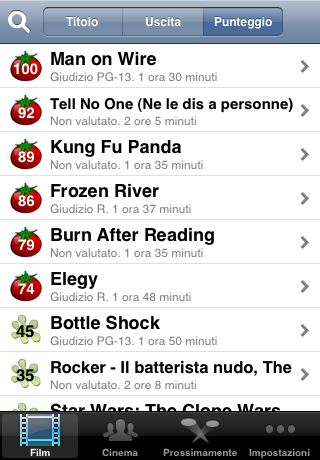 Titolo Uscita Punteggio
100 Man on Wire
Giudizio PG-13. 1 ora 30 minuti
92 Tell No One (Ne le dis a personne)
Non valutato. 2 ore 5 minuti
89 Kung Fu Panda
Non valutato. 1 ora 35 minuti
86 Frozen River
Giudizio R. 1 ora 37 minuti
79 Burn After Reading
Non valutato. 1 ora 35 minuti
74 Elegy
Giudizio R. 1 ora 48 minuti
45 Bottle Shock
Giudizio PG-13. 1 ora 50 minuti
35 Rocker - Il batterista nudo, The
Non valutato. 2 ore 8 minuti
Star Wars: The Clone Wars
Film Cinema Prossimamente Impostazioni